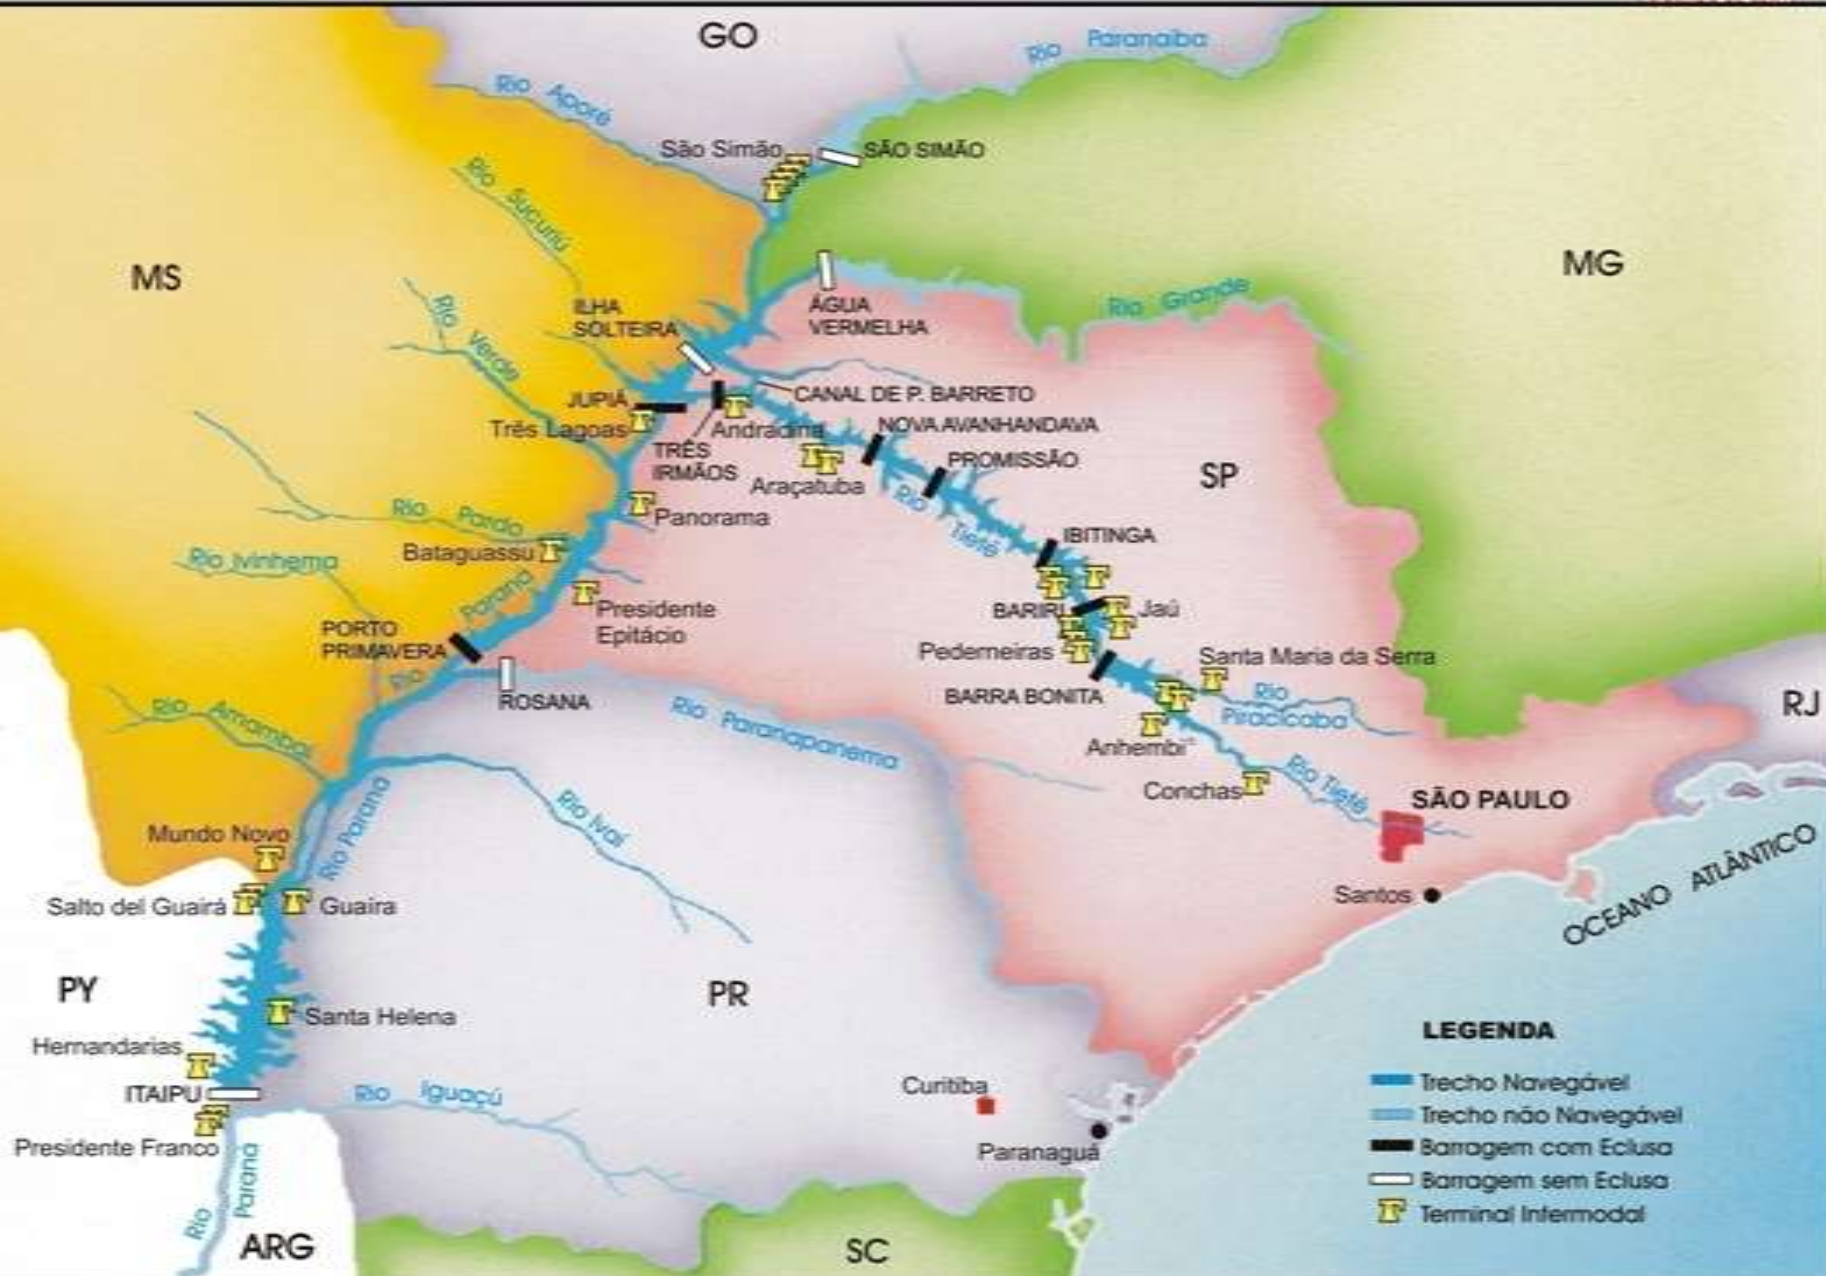 GO
Rio Paranaiba
Rio Aporé
São Simão
SÃO SIMÃO
Rio Sucuriú
MS
MG
ILHA
SOLTEIRA
ÁGUA
VERMELHA
Rio Grande
Rio Verde
JUPIÁ
CANAL DE P. BARRETO
Três Lagoas
Andradina
NOVA AVANHANDAVA
TRÊS
IRMÃOS
PROMISSÃO
SP
Araçatuba
Rio Tietê
Rio Pardo
Panorama
IBITINGA
Bataguassu
Rio Ivinhema
Rio Paraná
Presidente
Epitácio
BARIRI
Jaú
PORTO
PRIMAVERA
Pederneiras
Santa Maria da Serra
ROSANA
BARRA BONITA
Rio
Piracicaba
RJ
Rio Amambai
Rio Paranapanema
Anhembi
Conchas
Rio Tietê
SÃO PAULO
Rio Paraná
Rio Ivaí
Mundo Novo
OCEANO ATLÂNTICO
Santos
Salto del Guairá
Guaira
PY
PR
Santa Helena
Hernandarias
ITAIPU
Rio Iguaçú
Curitiba
Presidente Franco
Paranaguá
Rio Paraná
ARG
SC
LEGENDA
Trecho Navegável
Trecho não Navegável
Barragem com Eclusa
Barragem sem Eclusa
Terminal Intermodal